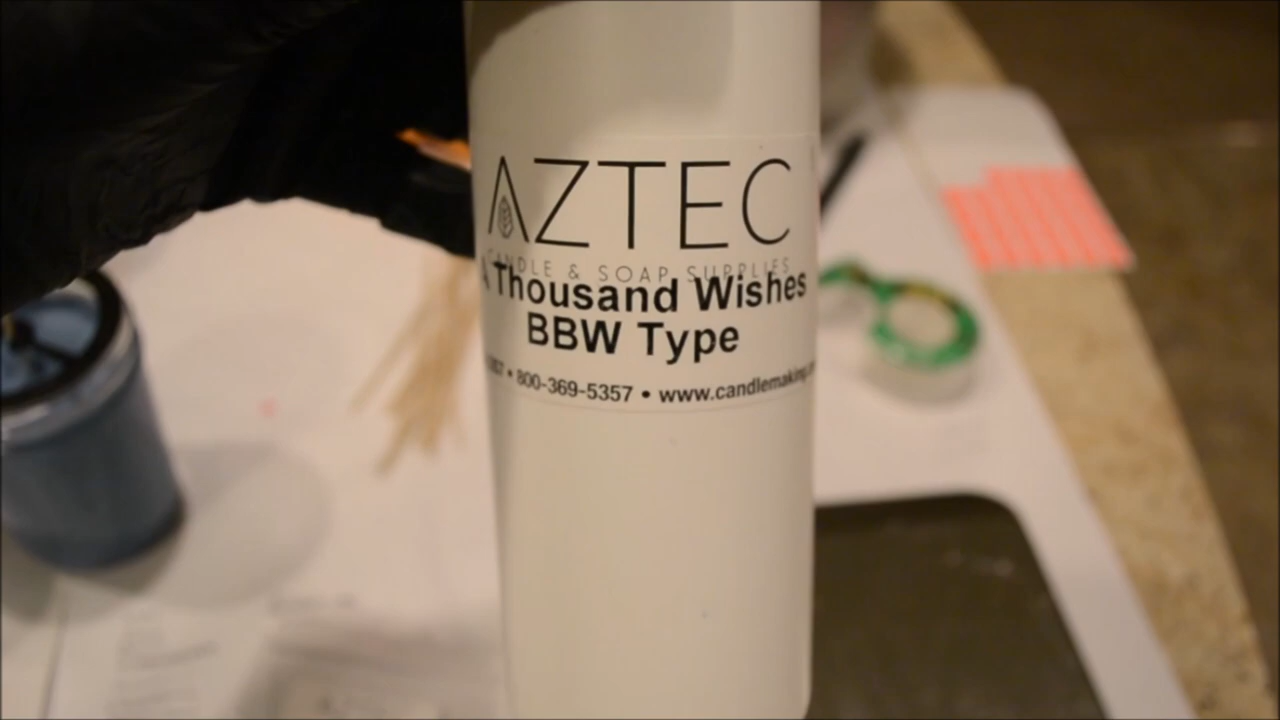 AZTEC
CANDLE & SOAP SUPPLIES
A Thousand Wishes
BBW Type
• 800-369-5357 • www.candlemaking.